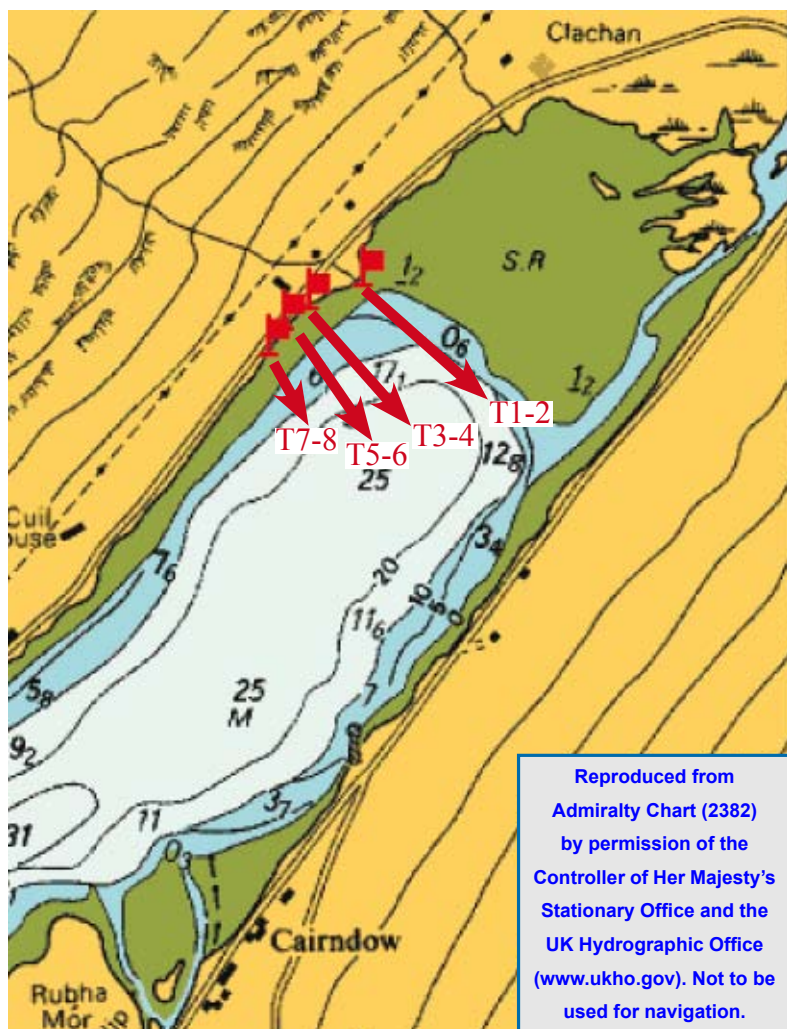 Clachan
1₂
S.R
0₆
6
17₁
1₂
T1-2
T3-4
T7-8
T5-6
25
12₈
3₄
7₆
20
10
5
0
11₆
5₈
25
M
7
9₂
3₇
11
31
0₃
Cairndow
Rubha
Mór
Reproduced from
Admiralty Chart (2382)
by permission of the
Controller of Her Majesty's
Stationary Office and the
UK Hydrographic Office
(www.ukho.gov). Not to be
used for navigation.